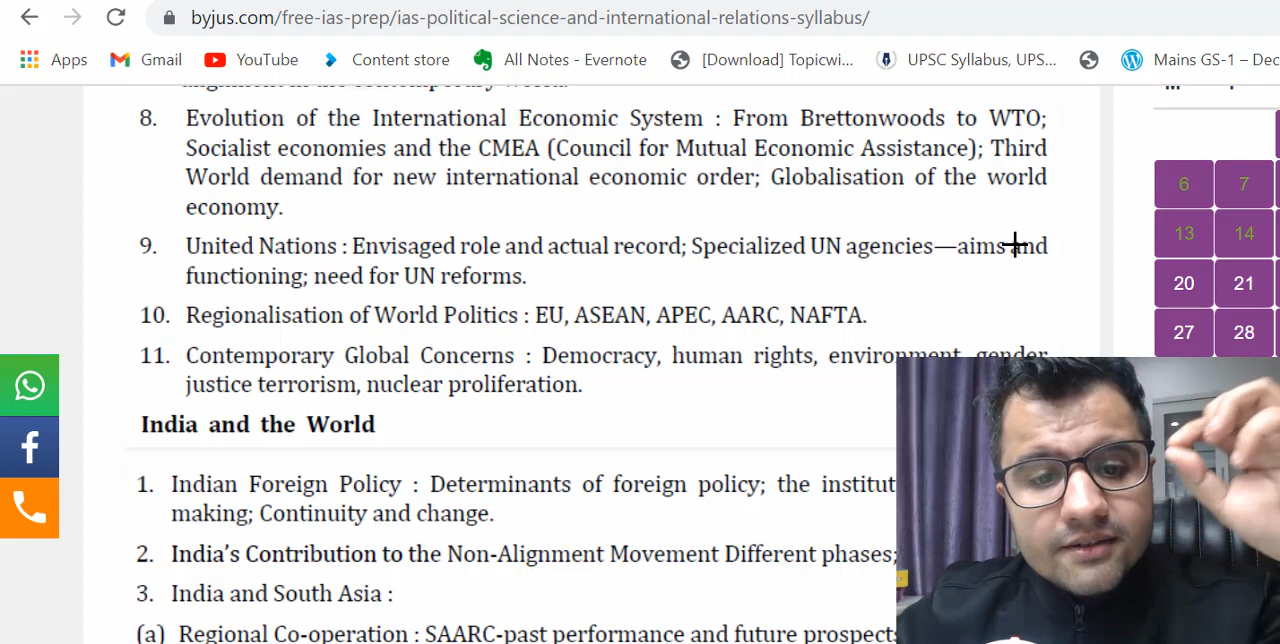 byjus.com/free-ias-prep/ias-political-science-and-international-relations-syllabus/
Apps Gmail YouTube Content store All Notes - Evernote [Download] Topicwi... UPSC Syllabus, UPS... Mains GS-1 – Dec
8. Evolution of the International Economic System : From Brettonwoods to WTO;
Socialist economies and the CMEA (Council for Mutual Economic Assistance); Third
World demand for new international economic order; Globalisation of the world
economy.
6 7
9. United Nations : Envisaged role and actual record; Specialized UN agencies—aims and
functioning; need for UN reforms.
13 14
20 21
10. Regionalisation of World Politics : EU, ASEAN, APEC, AARC, NAFTA.
27 28
11. Contemporary Global Concerns : Democracy, human rights, environment, gender
justice terrorism, nuclear proliferation.
India and the World
1. Indian Foreign Policy : Determinants of foreign policy; the institut
making; Continuity and change.
2. India's Contribution to the Non-Alignment Movement Different phases;
3. India and South Asia :
(a) Regional Co-operation : SAARC-past performance and future prospects